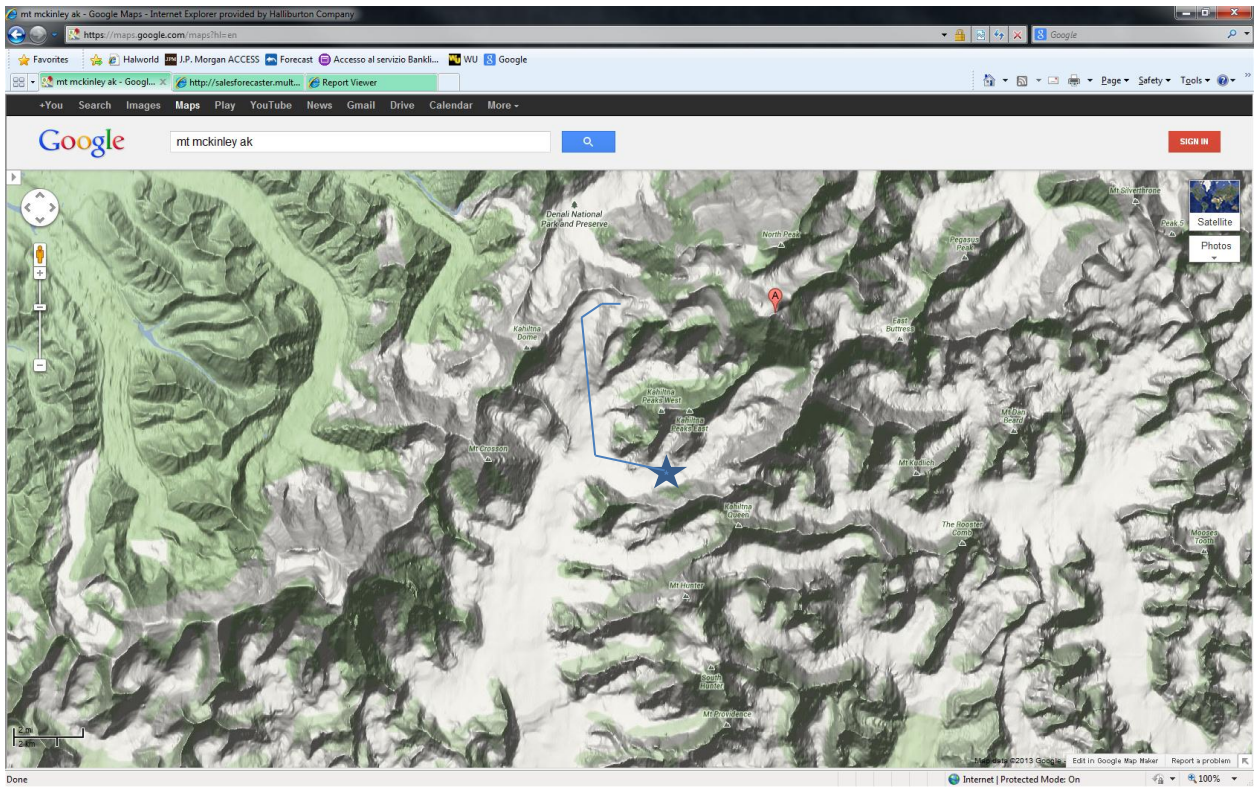 mt mckinley ak - Google Maps - Internet Explorer provided by Halliburton Company
https://maps.google.com/maps?hl=en
Google
Favorites Halworld J.P. Morgan ACCESS Forecast Accesso al servizio Bankli... WU Google
mt mckinley ak - Googl... http://salesforecaster.mult... Report Viewer
Page Safety Tools
+You Search Images Maps Play YouTube News Gmail Drive Calendar More
Google mt mckinley ak SIGN IN
Mt Silverthrone
Denali National
Park and Preserve
Satellite
Peak 5
North Peak
Pegasus
Peak
Photos
A
Kahiltna
Dome
East
Buttress
Kahiltna
Peaks West
Kahiltna
Peaks East
Mt Dan
Beard
Mt Crosson
Mt Kudlich
Kahiltna
Queen
The Rooster
Comb
Mooses
Tooth
Mt Hunter
South
Hunter
Mt Providence
2 mi
2 km
Map data ©2013 Google Edit in Google Map Maker Report a problem
Done Internet | Protected Mode: On 100%